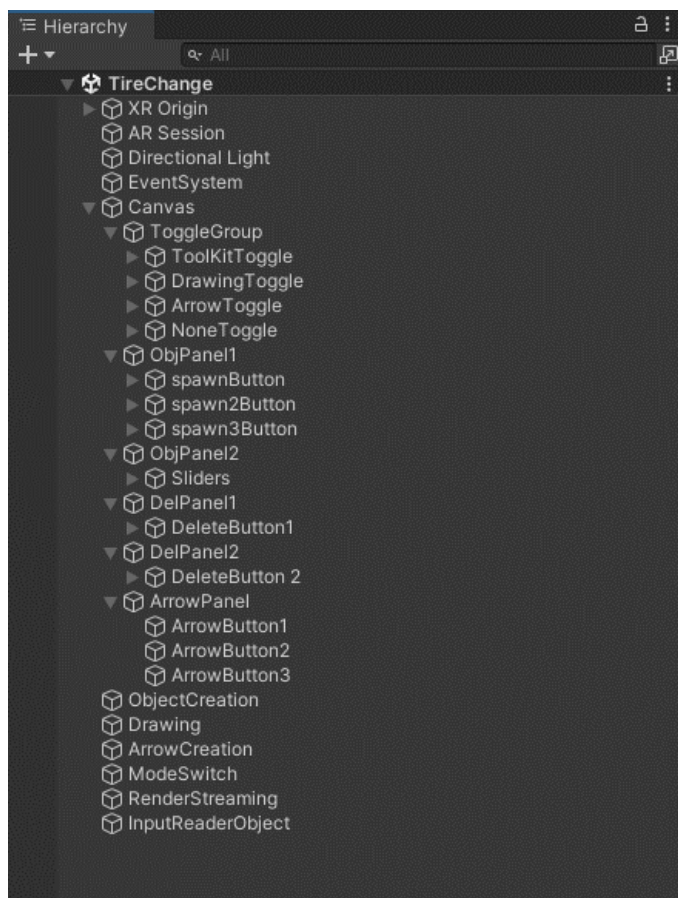 Hierarchy
All
TireChange
XR Origin
AR Session
Directional Light
EventSystem
Canvas
ToggleGroup
ToolKitToggle
DrawingToggle
ArrowToggle
NoneToggle
ObjPanel1
spawnButton
spawn2Button
spawn3Button
ObjPanel2
Sliders
DelPanel1
DeleteButton1
DelPanel2
DeleteButton 2
ArrowPanel
ArrowButton1
ArrowButton2
ArrowButton3
ObjectCreation
Drawing
ArrowCreation
ModeSwitch
RenderStreaming
InputReaderObject